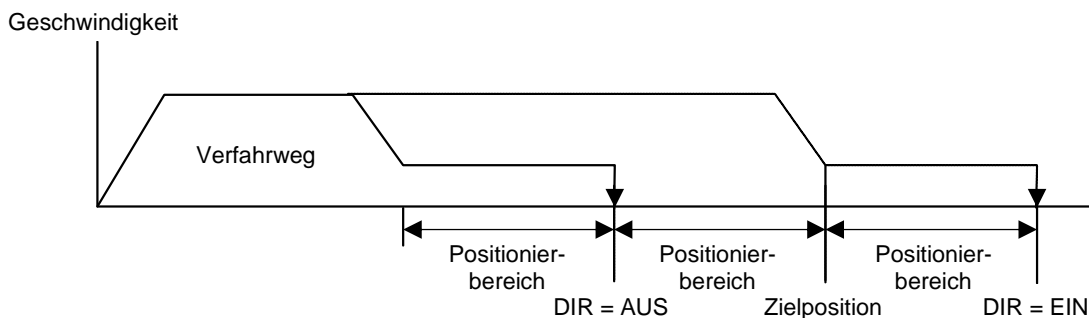 Geschwindigkeit
Verfahrweg
Positionier-
bereich
Positionier-
bereich
Positionier-
bereich
DIR = AUS
Zielposition
DIR = EIN